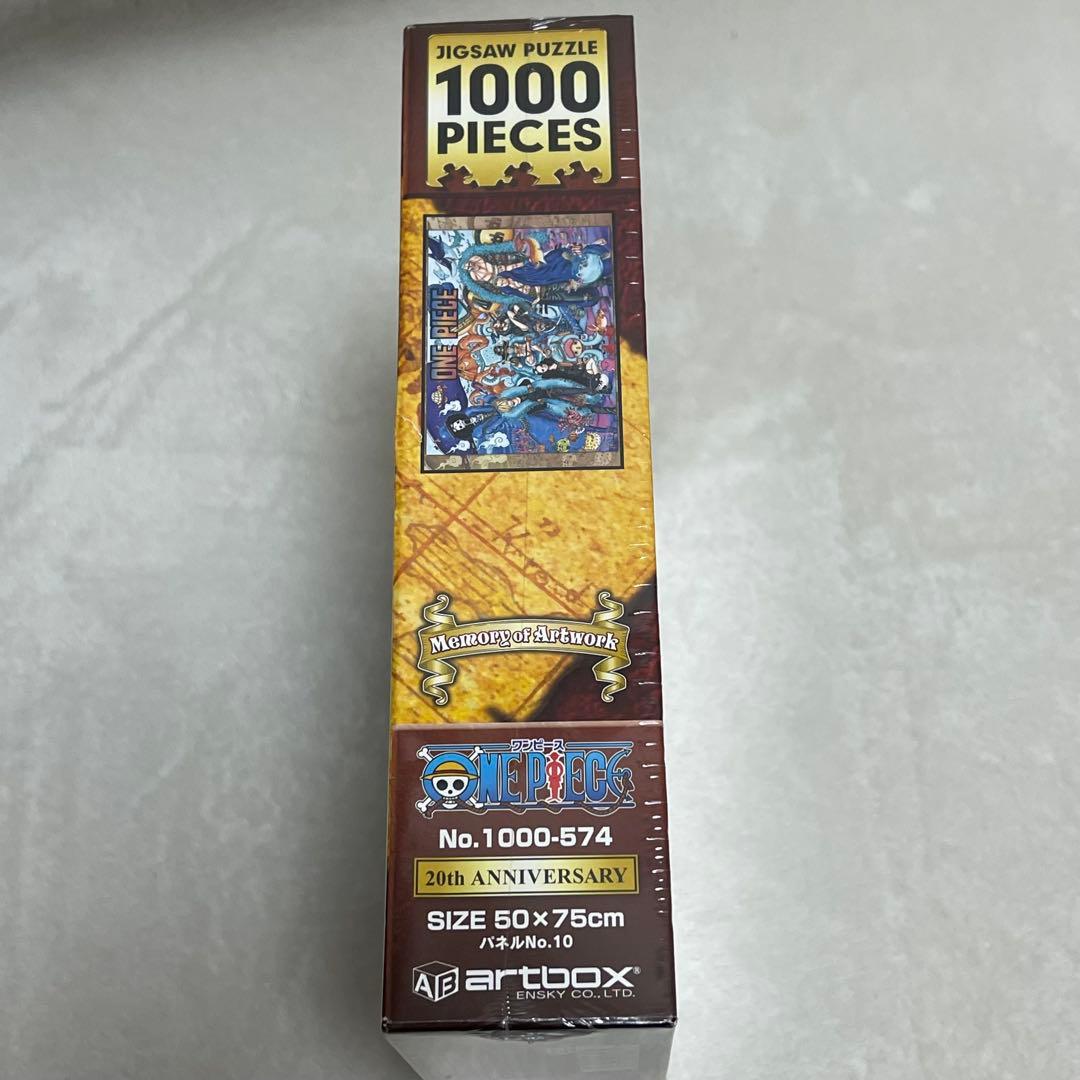 JIGSAW PUZZLE
1000
PIECES
ONE PIECE
Memory of Artwork
ワンピース
ONE PIECE
No.1000-574
20th ANNIVERSARY
SIZE 50×75cm
パネルNo.10
AB artbox®
ENSKY CO.,LTD.